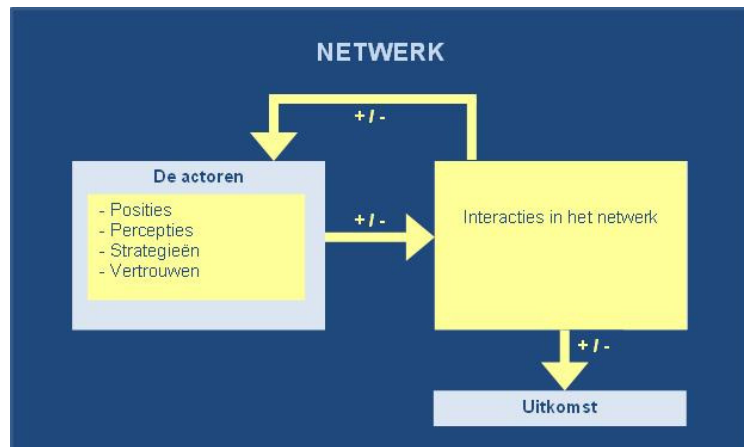 NETWERK
+ / -
De actoren
- Posities
- Percepties
- Strategieën
- Vertrouwen
+ / -
Interacties in het netwerk
+ / -
Uitkomst